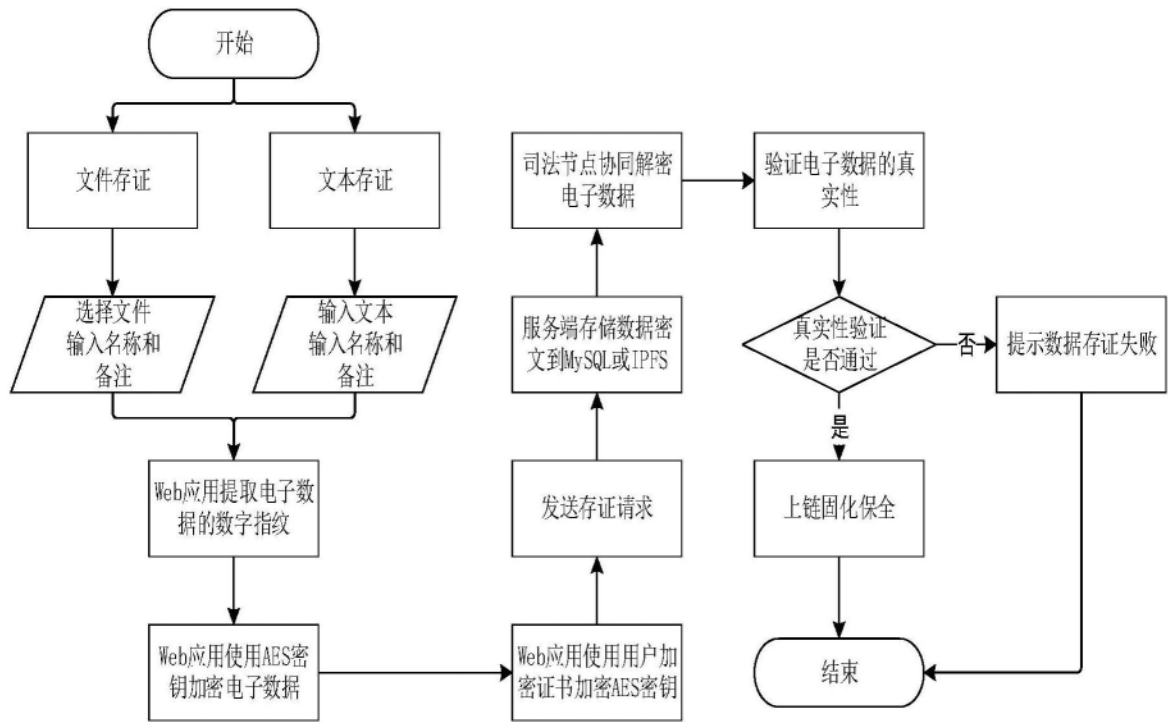 开始
文件存证
文本存证
选择文件
输入名称和
备注
输入文本
输入名称和
备注
Web应用提取电子数
据的数字指纹
Web应用使用AES密
钥加密电子数据
Web应用使用用户加
密证书加密AES密钥
发送存证请求
服务端存储数据密
文到MySQL或IPFS
司法节点协同解密
电子数据
验证电子数据的真
实性
真实性验证
是否通过
否
提示数据存证失败
是
上链固化保全
结束